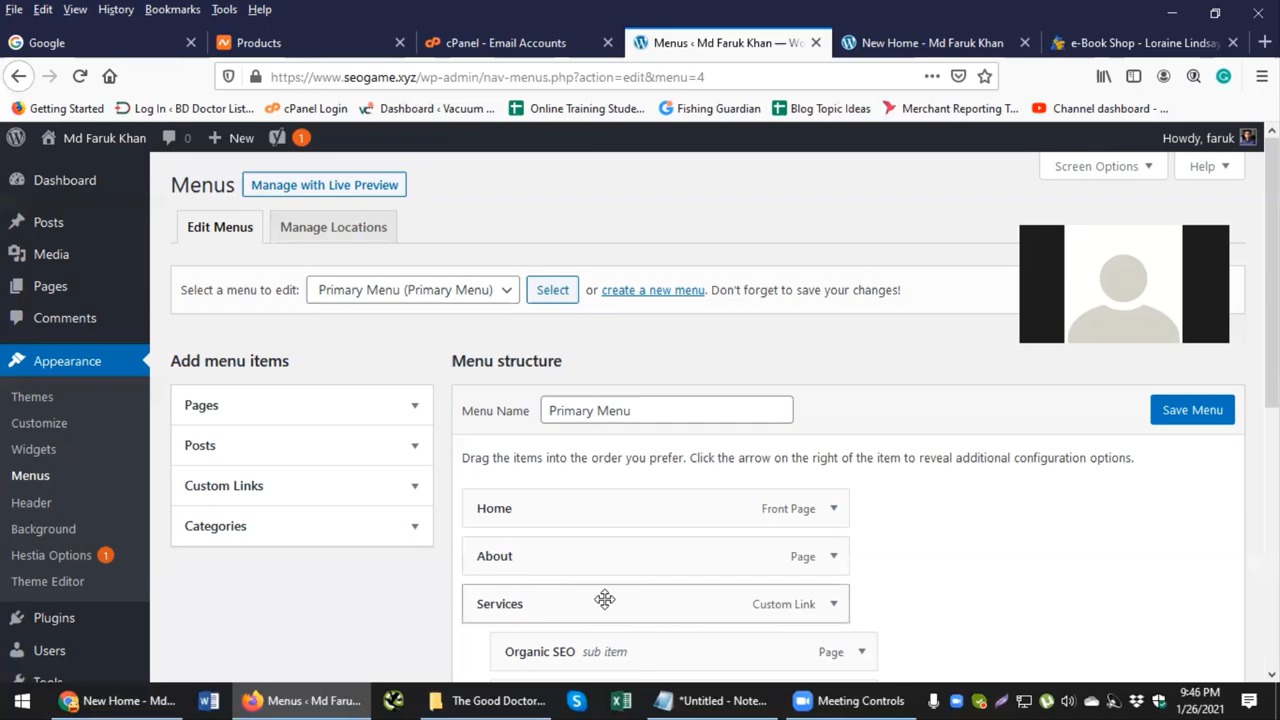 File Edit View History Bookmarks Tools Help
Google
Products
cPanel - Email Accounts
Menus ‹ Md Faruk Khan — Wo
New Home - Md Faruk Khan
e-Book Shop - Loraine Lindsay
https://www.seogame.xyz/wp-admin/nav-menus.php?action=edit&menu=4
Getting Started
Log In ‹ BD Doctor List...
cPanel Login
Dashboard ‹ Vacuum ...
Online Training Stude...
Fishing Guardian
Blog Topic Ideas
Merchant Reporting T...
Channel dashboard - ...
Md Faruk Khan
0
New
1
Howdy, faruk
Dashboard
Posts
Media
Pages
Comments
Appearance
Themes
Customize
Widgets
Menus
Header
Background
Hestia Options 1
Theme Editor
Plugins
Users
Tools
Screen Options
Help
Menus
Manage with Live Preview
Edit Menus
Manage Locations
Select a menu to edit:
Primary Menu (Primary Menu)
Select
or create a new menu. Don't forget to save your changes!
Add menu items
Pages
Posts
Custom Links
Categories
Menu structure
Menu Name
Primary Menu
Save Menu
Drag the items into the order you prefer. Click the arrow on the right of the item to reveal additional configuration options.
Home Front Page
About Page
Services Custom Link
Organic SEO sub item Page
New Home - Md...
Menus ‹ Md Faru...
The Good Doctor...
*Untitled - Note...
Meeting Controls
9:46 PM
1/26/2021